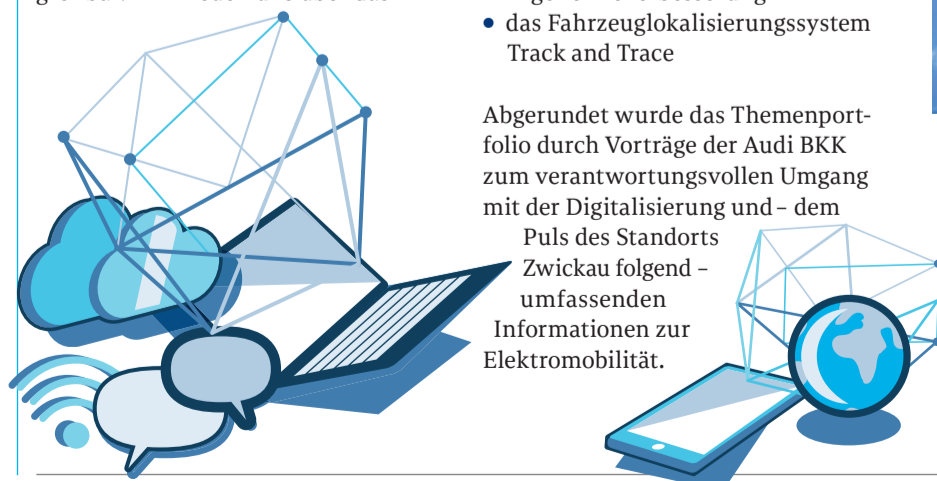 • das Fahrzeuglokalisierungssystem
Track and Trace
Abgerundet wurde das Themenport-
folio durch Vorträge der Audi BKK
zum verantwortungsvollen Umgang
mit der Digitalisierung und – dem
Puls des Standorts
Zwickau folgend –
umfassenden
Informationen zur
Elektromobilität.